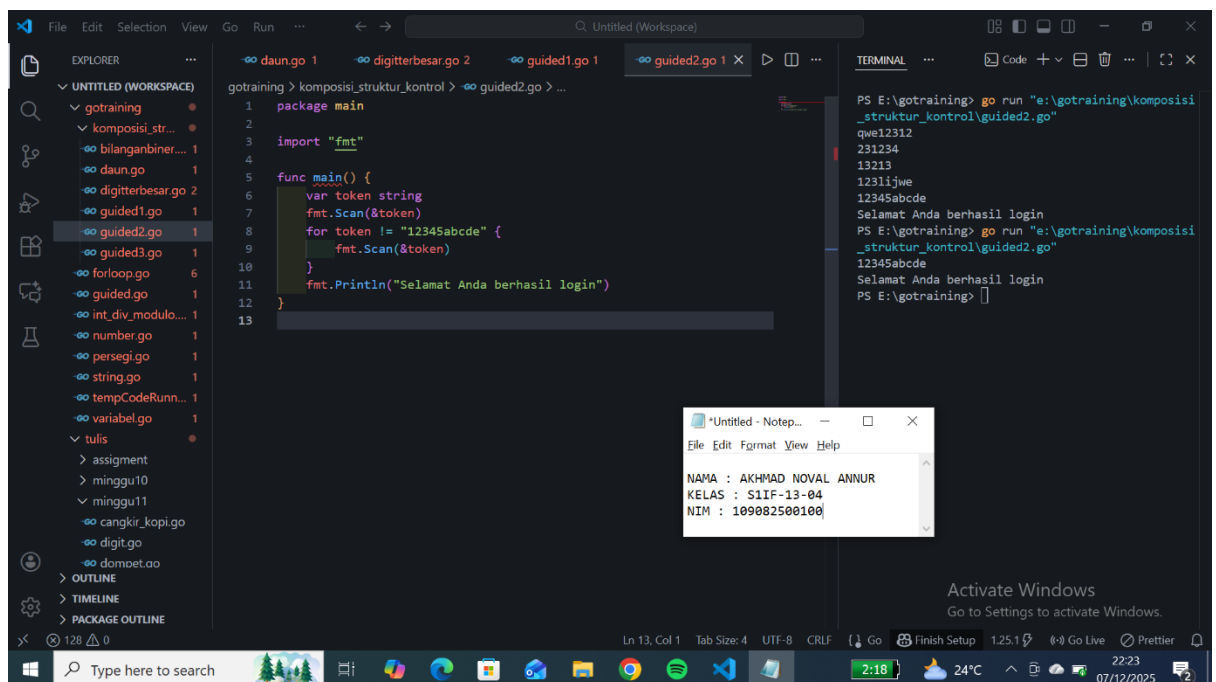 File Edit Selection View Go Run ··· Untitled (Workspace)
EXPLORER ···
UNTITLED (WORKSPACE)
gotraining
komposisi_str...
bilanganbiner.... 1
daun.go 1
digitterbesar.go 2
guided1.go 1
guided2.go 1
guided3.go 1
forloop.go 6
guided.go 1
int_div_modulo.... 1
number.go 1
persegi.go 1
string.go 1
tempCodeRunn... 1
variabel.go 1
tulis
assigment
minggu10
minggu11
cangkir_kopi.go
digit.go
dompet.go
OUTLINE
TIMELINE
PACKAGE OUTLINE
daun.go 1 digitterbesar.go 2 guided1.go 1 guided2.go 1
gotraining > komposisi_struktur_kontrol > guided2.go > ...
1 package main
2
3 import "fmt"
4
5 func main() {
6 var token string
7 fmt.Scan(&token)
8 for token != "12345abcde" {
9 fmt.Scan(&token)
10 }
11 fmt.Println("Selamat Anda berhasil login")
12 }
13
TERMINAL ··· Code
PS E:\gotraining> go run "e:\gotraining\komposisi
_struktur_kontrol\guided2.go"
qwe12312
231234
13213
1231ijwe
12345abcde
Selamat Anda berhasil login
PS E:\gotraining> go run "e:\gotraining\komposisi
_struktur_kontrol\guided2.go"
12345abcde
Selamat Anda berhasil login
PS E:\gotraining>
*Untitled - Notep...
File Edit Format View Help
NAMA : AKHMAD NOVAL ANNUR
KELAS : S1IF-13-04
NIM : 109082500100
Activate Windows
Go to Settings to activate Windows.
128 0 Ln 13, Col 1 Tab Size: 4 UTF-8 CRLF Go Finish Setup 1.25.1 Go Live Prettier
Type here to search 2:18 24°C 22:23
07/12/2025
2